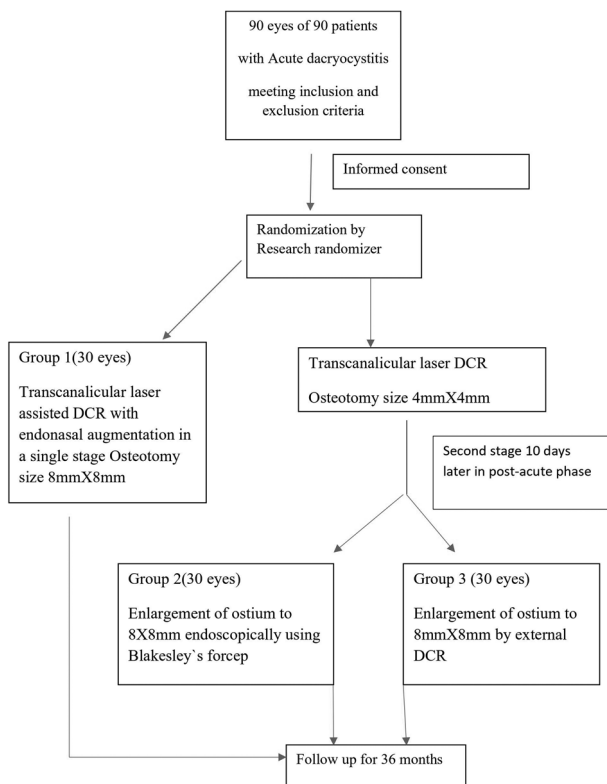 90 eyes of 90 patients
with Acute dacryocystitis
meeting inclusion and
exclusion criteria
Informed consent
Randomization by
Research randomizer
Group 1(30 eyes)
Transcanalicular laser
assisted DCR with
endonasal augmentation in
a single stage Osteotomy
size 8mmX8mm
Transcanalicular laser DCR
Osteotomy size 4mmX4mm
Second stage 10 days
later in post-acute phase
Group 2(30 eyes)
Enlargement of ostium to
8X8mm endoscopically using
Blakesley`s forcep
Group 3 (30 eyes)
Enlargement of ostium to
8mmX8mm by external
DCR
Follow up for 36 months